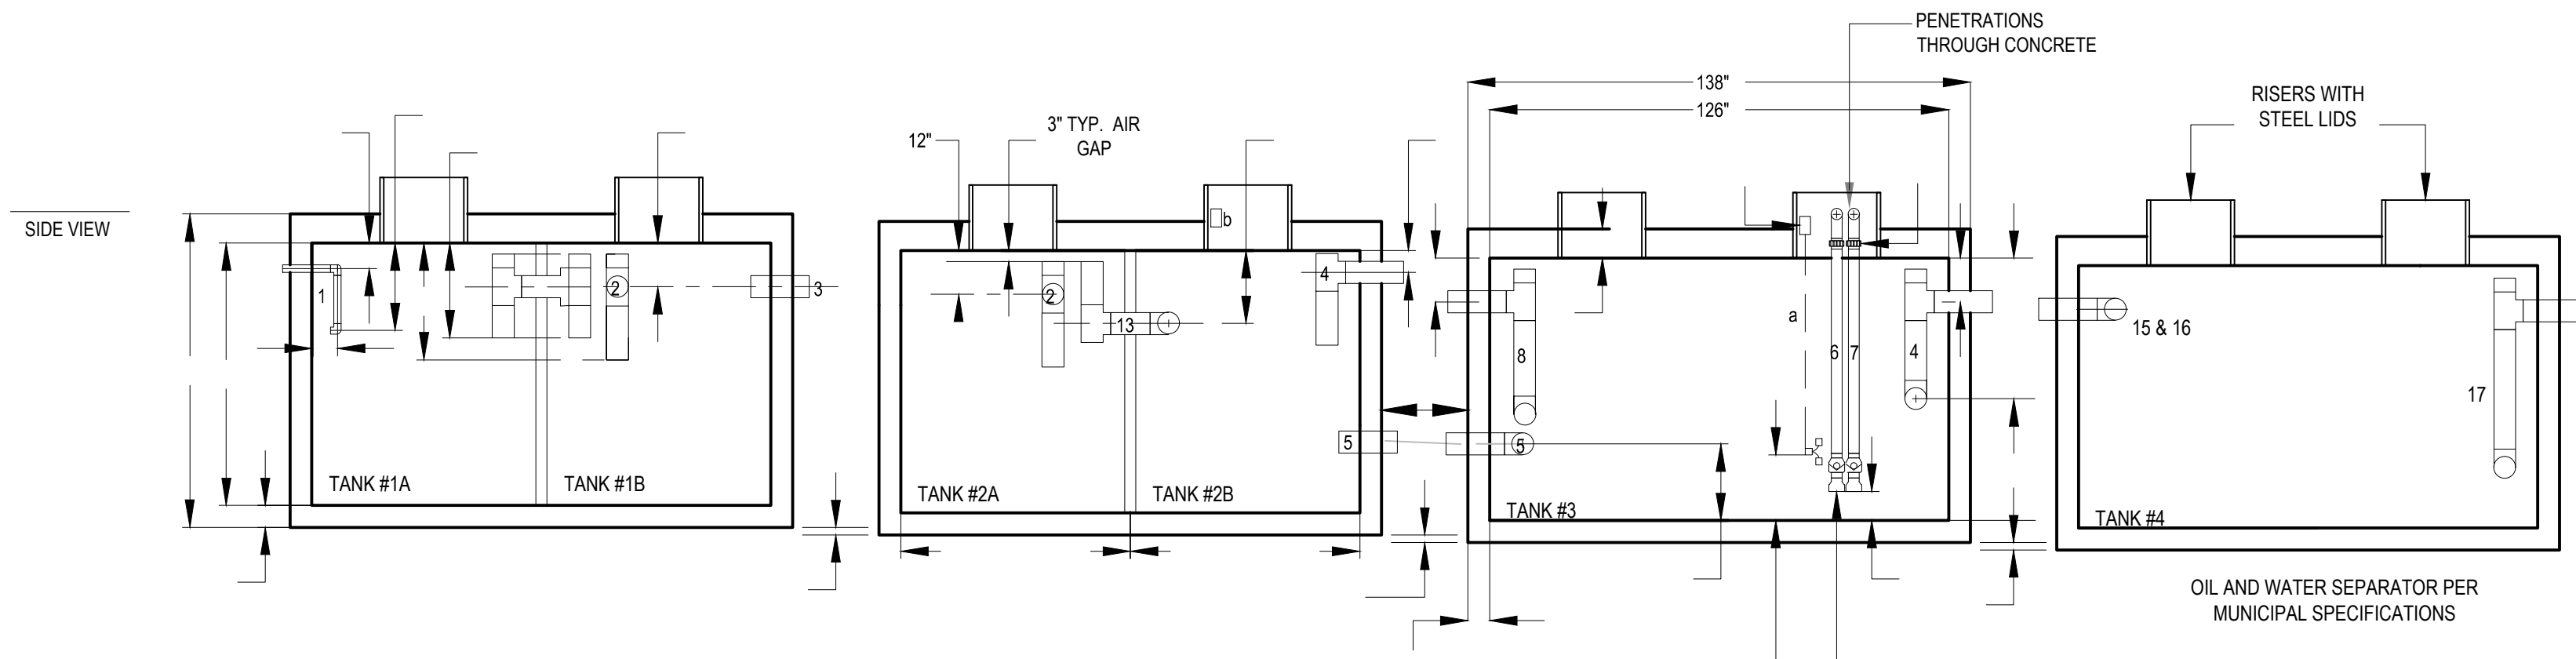 PENETRATIONS
THROUGH CONCRETE
138"
126"
RISERS WITH
STEEL LIDS
3" TYP. AIR
GAP
12"
SIDE VIEW
b
1
2
3
2
13
4
5
8
5
a
6
7
4
15 & 16
17
TANK #1A
TANK #1B
TANK #2A
TANK #2B
TANK #3
TANK #4
OIL AND WATER SEPARATOR PER
MUNICIPAL SPECIFICATIONS